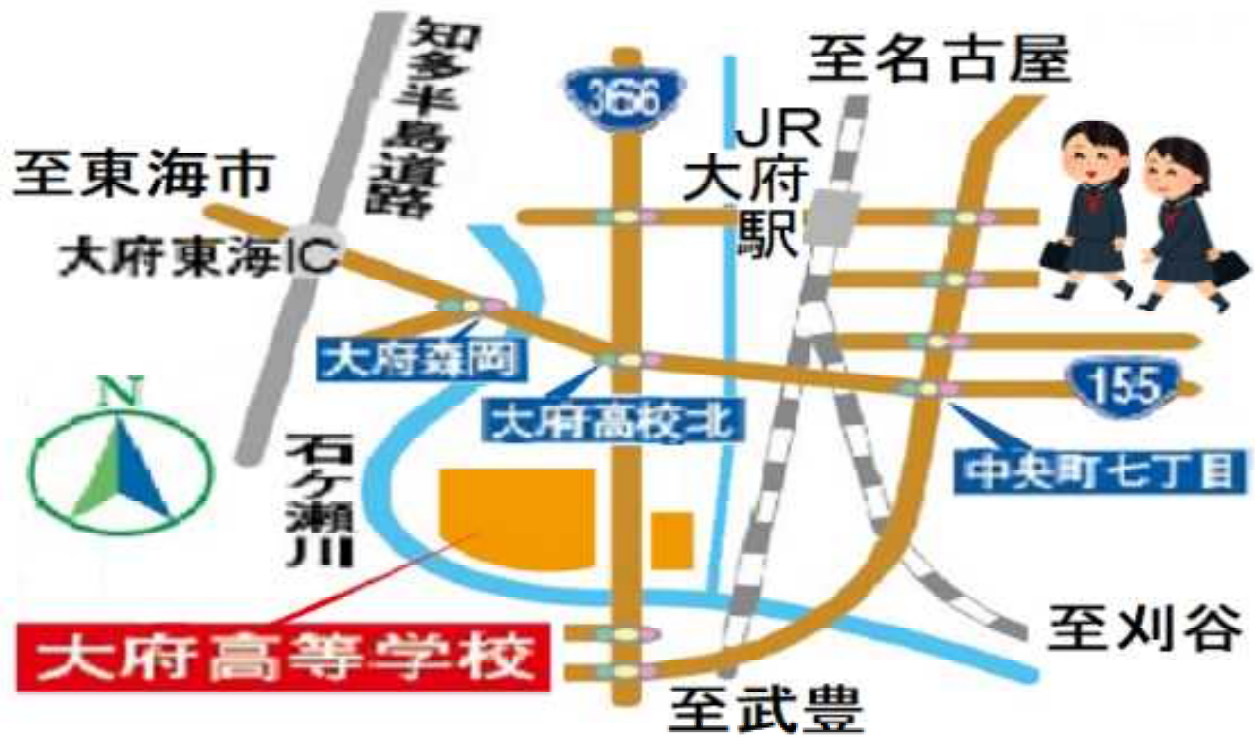 知多半島道路
至名古屋
366
JR
大府
駅
至東海市
大府東海IC
大府森岡
155
大府高校北
N
中央町七丁目
石ケ瀬川
至刈谷
大府高等学校
至武豊